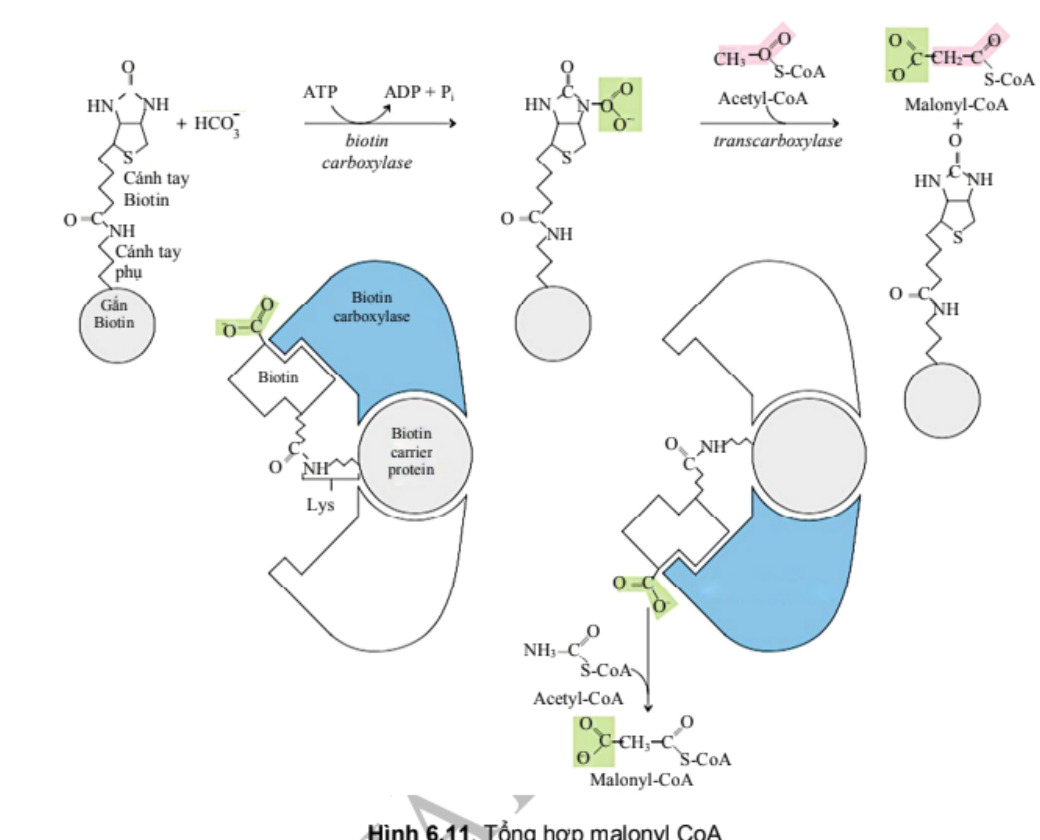 O
HN
NH
+ HCO₃⁻
S
Cánh tay
Biotin
O
C
NH
Cánh tay
phụ
Gắn
Biotin
ATP
ADP + Pᵢ
biotin
carboxylase
O
C
HN
N
O
O
O⁻
S
O
C
NH
CH₃
O
O
S-CoA
Acetyl-CoA
transcarboxylase
O
C
⁻O
CH₂
C
O
S-CoA
Malonyl-CoA
+
O
C
HN
NH
S
O
C
NH
O
⁻O
C
Biotin
carboxylase
Biotin
C
O
NH
Lys
Biotin
carrier
protein
O
C
NH
O
C
O⁻
NH₃
C
O
S-CoA
Acetyl-CoA
O
C
O
CH₃
C
O
S-CoA
Malonyl-CoA
Hình 6.11. Tổng hợp malonyl CoA